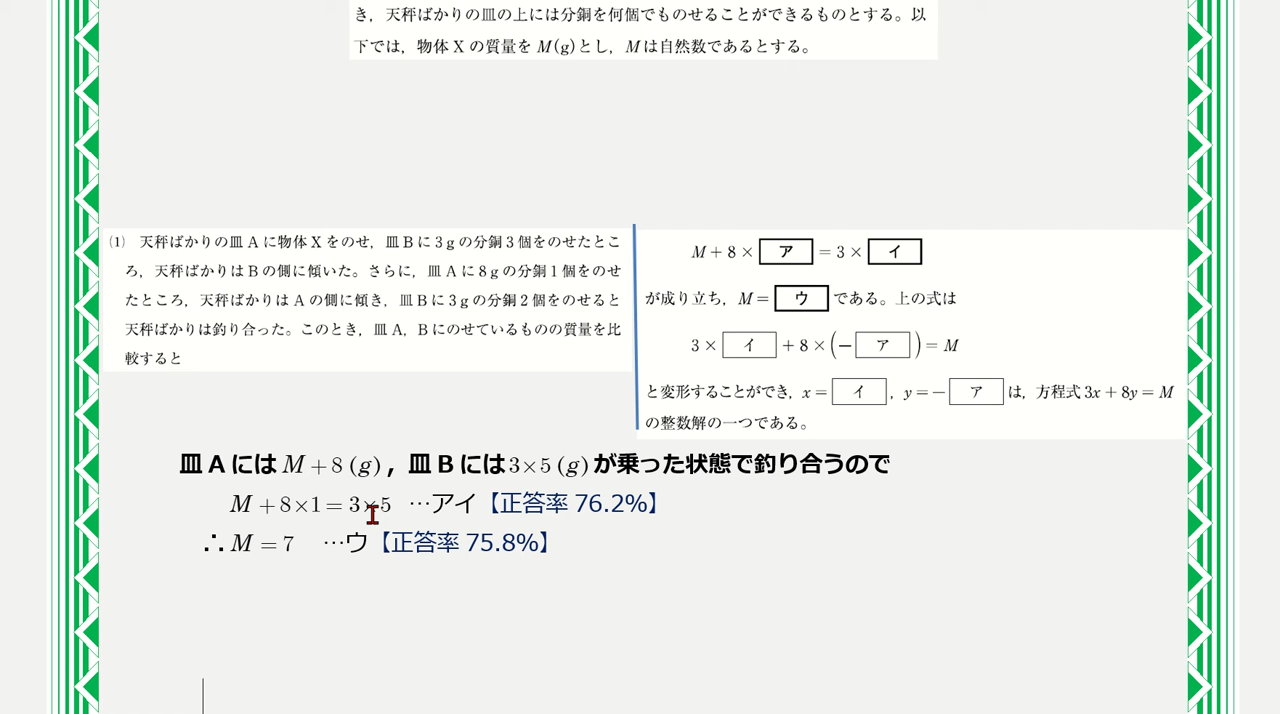 き，天秤ばかりの皿の上には分銅を何個でものせることができるものとする。以
下では，物体 X の質量を M(g)とし，M は自然数であるとする。
(1) 天秤ばかりの皿 A に物体 X をのせ，皿 B に 3 g の分銅 3 個をのせたとこ
ろ，天秤ばかりは B の側に傾いた。さらに，皿 A に 8 g の分銅 1 個をのせ
たところ，天秤ばかりは A の側に傾き，皿 B に 3 g の分銅 2 個をのせると
天秤ばかりは釣り合った。このとき，皿 A，B にのせているものの質量を比
較すると
M + 8 × ア = 3 × イ
が成り立ち，M = ウ である。上の式は
3 × イ + 8 × (− ア) = M
と変形することができ，x = イ，y = − ア は，方程式 3x + 8y = M
の整数解の一つである。
皿 A には M + 8 (g)，皿 B には 3×5 (g) が乗った状態で釣り合うので
M + 8×1 = 3×5 …アイ【正答率 76.2%】
∴ M = 7 …ウ【正答率 75.8%】